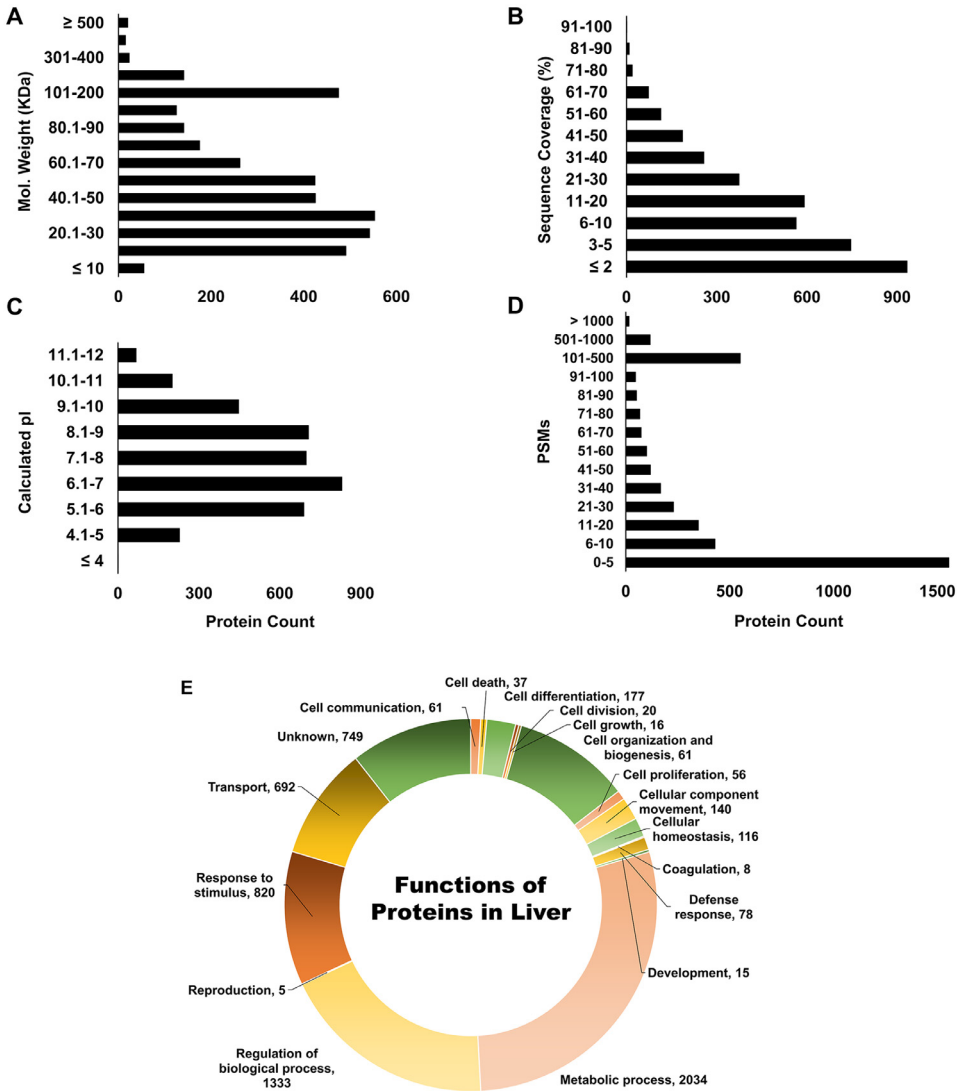 A
≥ 500
301-400
101-200
80.1-90
60.1-70
40.1-50
20.1-30
≤ 10
Mol. Weight (KDa)
0 200 400 600
B
91-100
81-90
71-80
61-70
51-60
41-50
31-40
21-30
11-20
6-10
3-5
≤ 2
Sequence Coverage (%)
0 300 600 900
C
11.1-12
10.1-11
9.1-10
8.1-9
7.1-8
6.1-7
5.1-6
4.1-5
≤ 4
Calculated pI
0 300 600 900
Protein Count
D
> 1000
501-1000
101-500
91-100
81-90
71-80
61-70
51-60
41-50
31-40
21-30
11-20
6-10
0-5
PSMs
0 500 1000 1500
Protein Count
E
Cell death, 37
Cell differentiation, 177
Cell communication, 61
Cell division, 20
Cell growth, 16
Unknown, 749
Cell organization and
biogenesis, 61
Cell proliferation, 56
Transport, 692
Cellular component
movement, 140
Cellular
homeostasis, 116
Coagulation, 8
Response to
stimulus, 820
Functions of
Proteins in Liver
Defense
response, 78
Development, 15
Reproduction, 5
Regulation of
biological process,
1333
Metabolic process, 2034